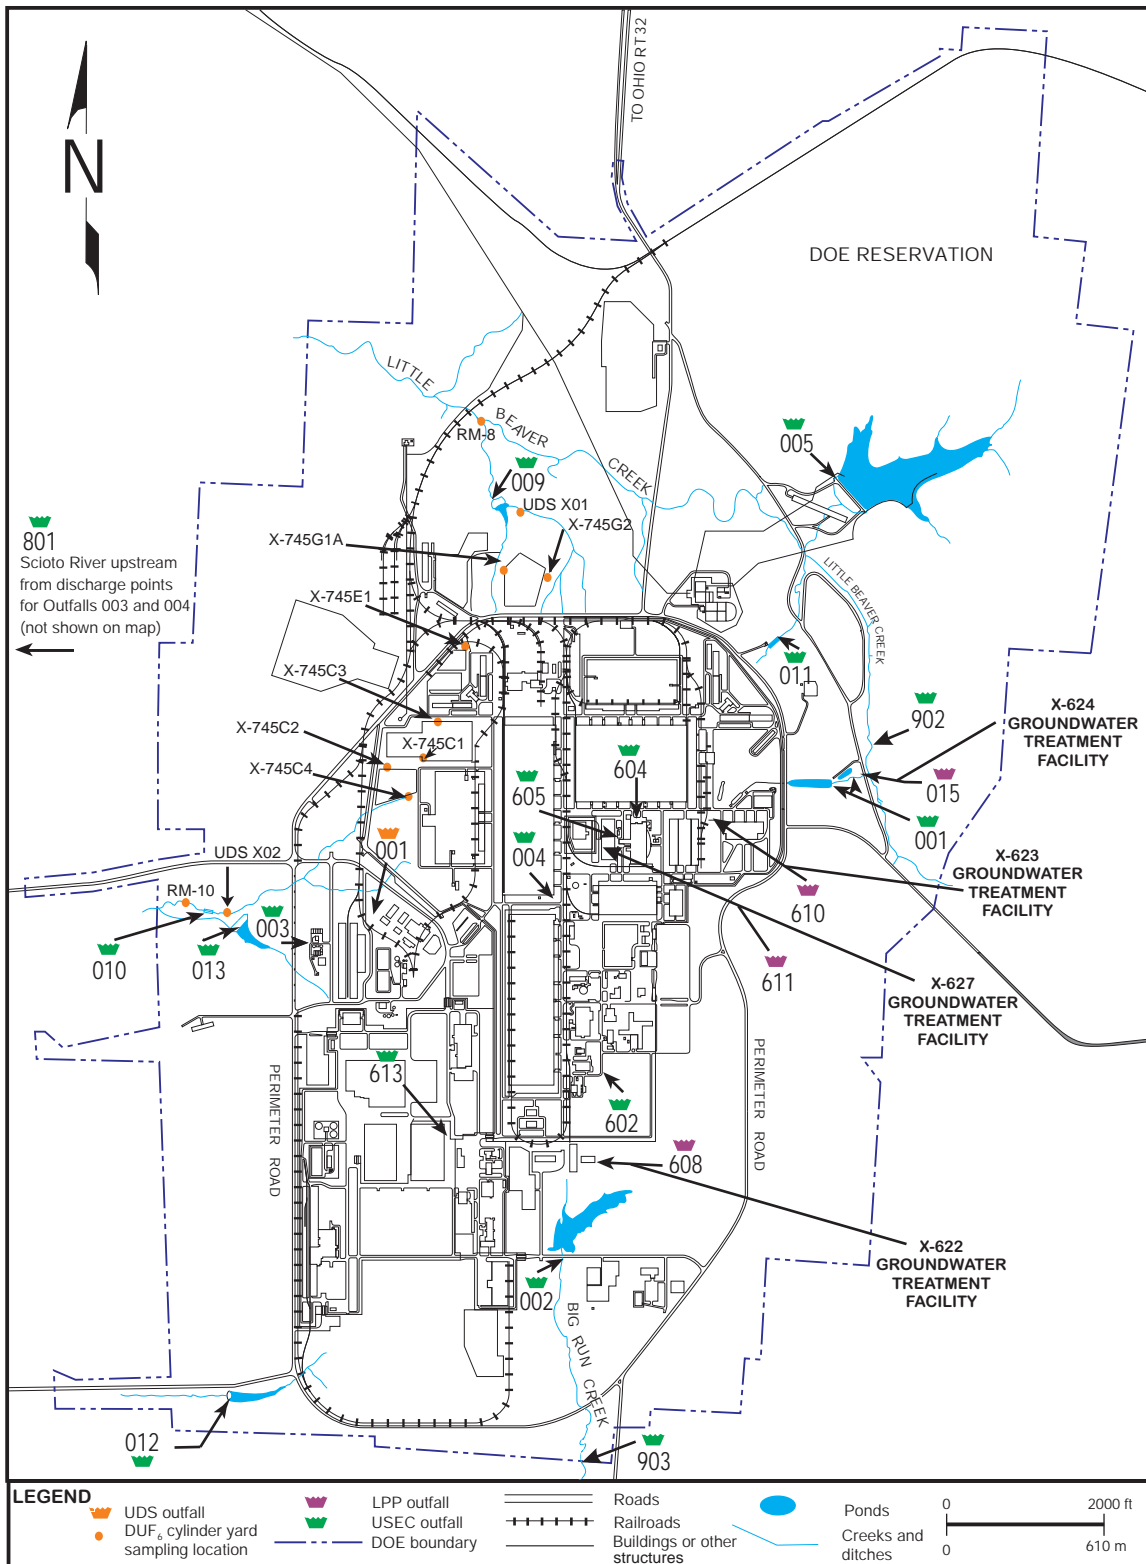 TO OHIO RT 32
N
DOE RESERVATION
LITTLE
BEAVER
CREEK
RM-8
005
009
UDS X01
X-745G2
X-745G1A
801
Scioto River upstream
from discharge points
for Outfalls 003 and 004
(not shown on map)
X-745E1
LITTLE BEAVER CREEK
011
X-745C3
X-624
GROUNDWATER
TREATMENT
FACILITY
902
X-745C2
X-745C1
X-745C4
604
605
015
001
001
004
UDS X02
X-623
GROUNDWATER
TREATMENT
FACILITY
RM-10
003
610
010
013
611
X-627
GROUNDWATER
TREATMENT
FACILITY
PERIMETER ROAD
PERIMETER ROAD
613
602
608
X-622
GROUNDWATER
TREATMENT
FACILITY
002
BIG RUN CREEK
012
903
LEGEND
UDS outfall
DUF6 cylinder yard
sampling location
LPP outfall
USEC outfall
DOE boundary
Roads
Railroads
Buildings or other
structures
Ponds
Creeks and
ditches
0 2000 ft
0 610 m